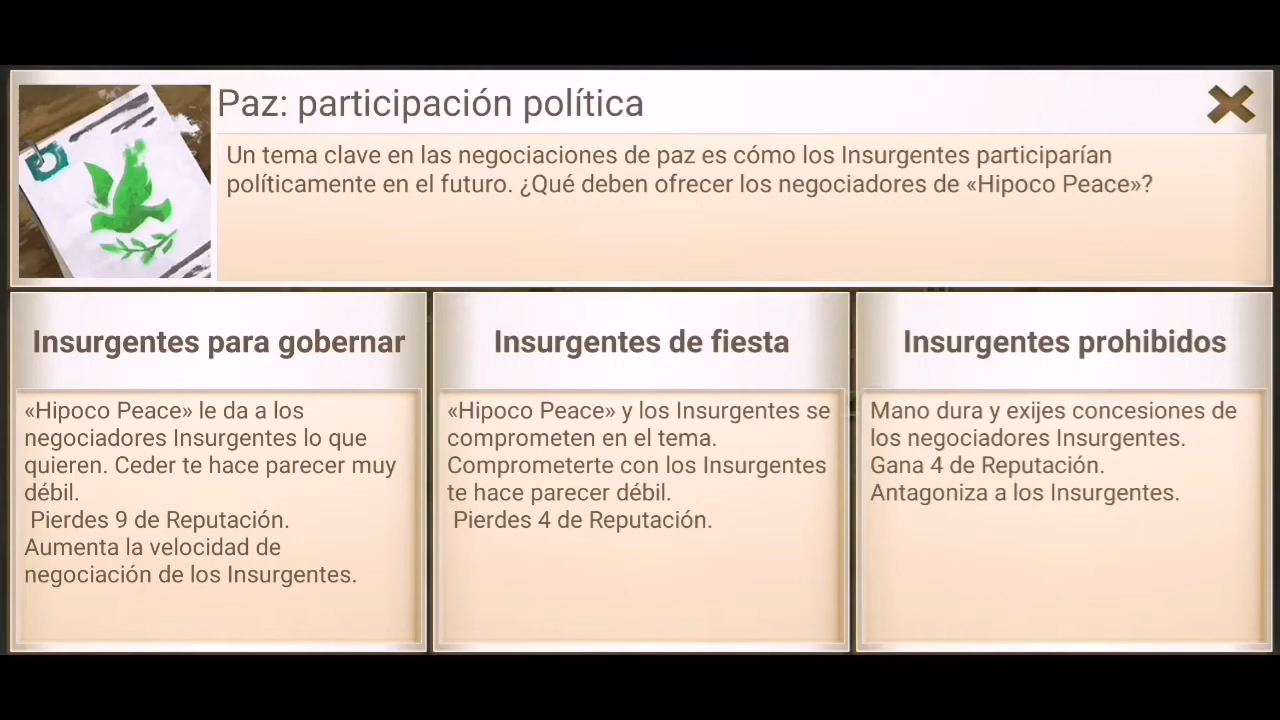 Paz: participación política
Un tema clave en las negociaciones de paz es cómo los Insurgentes participarían
políticamente en el futuro. ¿Qué deben ofrecer los negociadores de «Hipoco Peace»?
Insurgentes para gobernar
«Hipoco Peace» le da a los
negociadores Insurgentes lo que
quieren. Ceder te hace parecer muy
débil.
Pierdes 9 de Reputación.
Aumenta la velocidad de
negociación de los Insurgentes.
Insurgentes de fiesta
«Hipoco Peace» y los Insurgentes se
comprometen en el tema.
Comprometerte con los Insurgentes
te hace parecer débil.
Pierdes 4 de Reputación.
Insurgentes prohibidos
Mano dura y exijes concesiones de
los negociadores Insurgentes.
Gana 4 de Reputación.
Antagoniza a los Insurgentes.